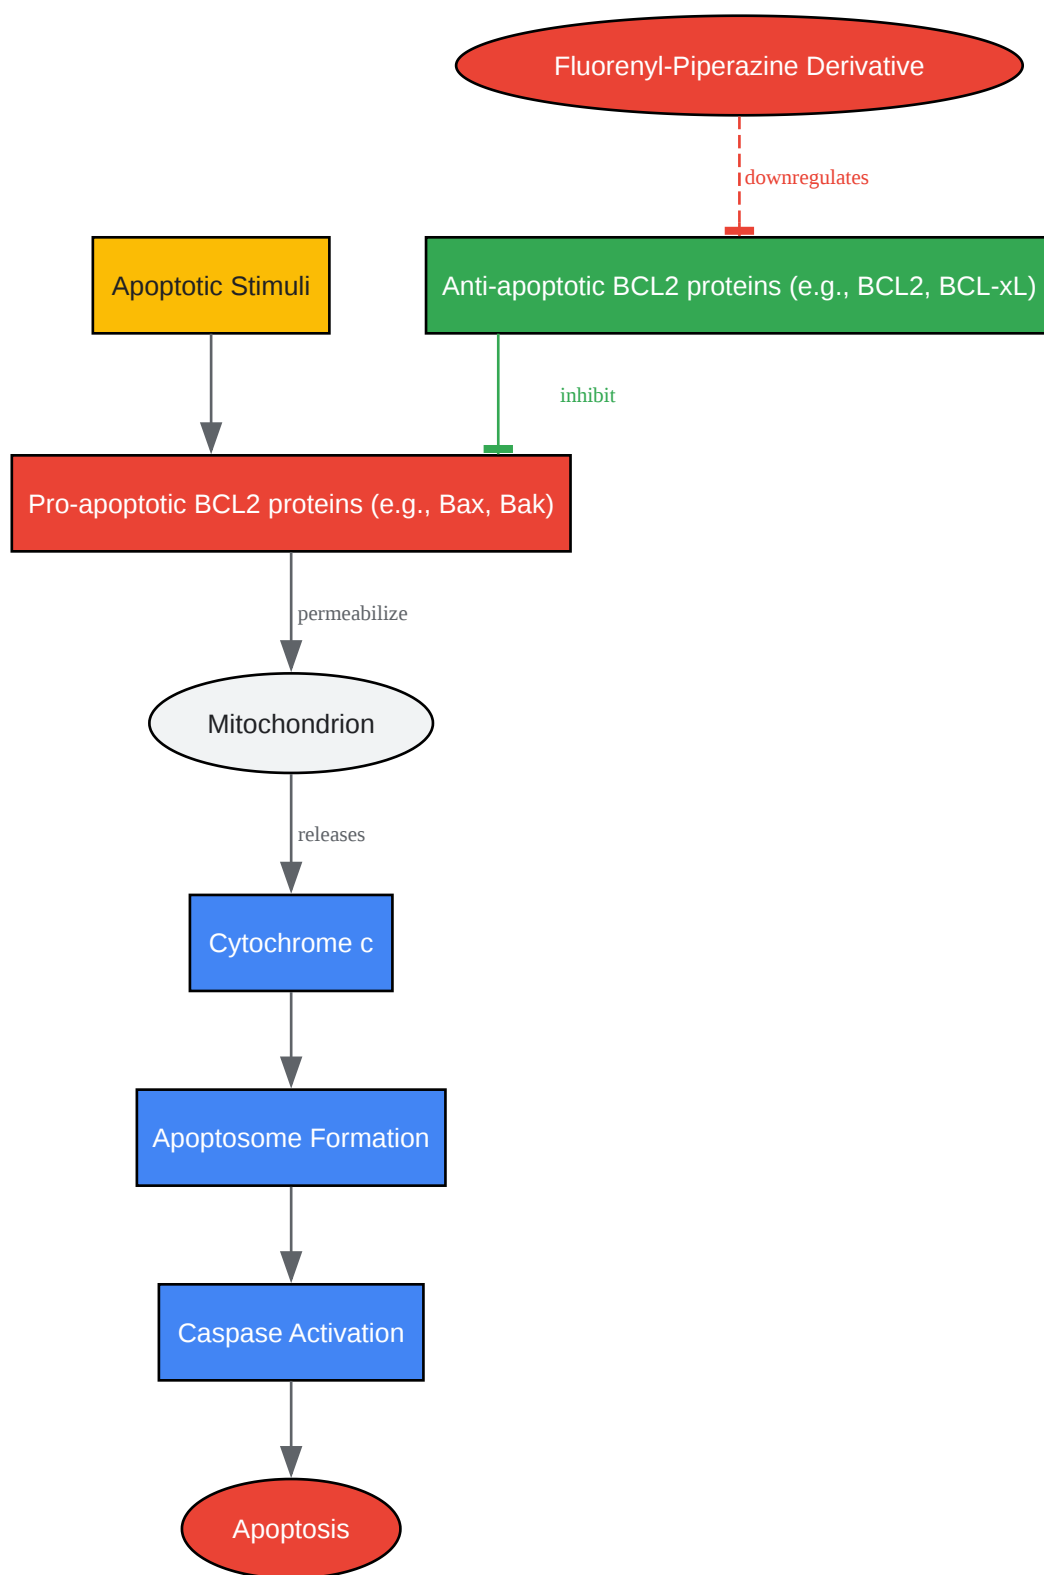 Fluorenyl-Piperazine Derivative
downregulates
Apoptotic Stimuli
Anti-apoptotic BCL2 proteins (e.g., BCL2, BCL-xL)
inhibit
Pro-apoptotic BCL2 proteins (e.g., Bax, Bak)
permeabilize
Mitochondrion
releases
Cytochrome c
Apoptosome Formation
Caspase Activation
Apoptosis